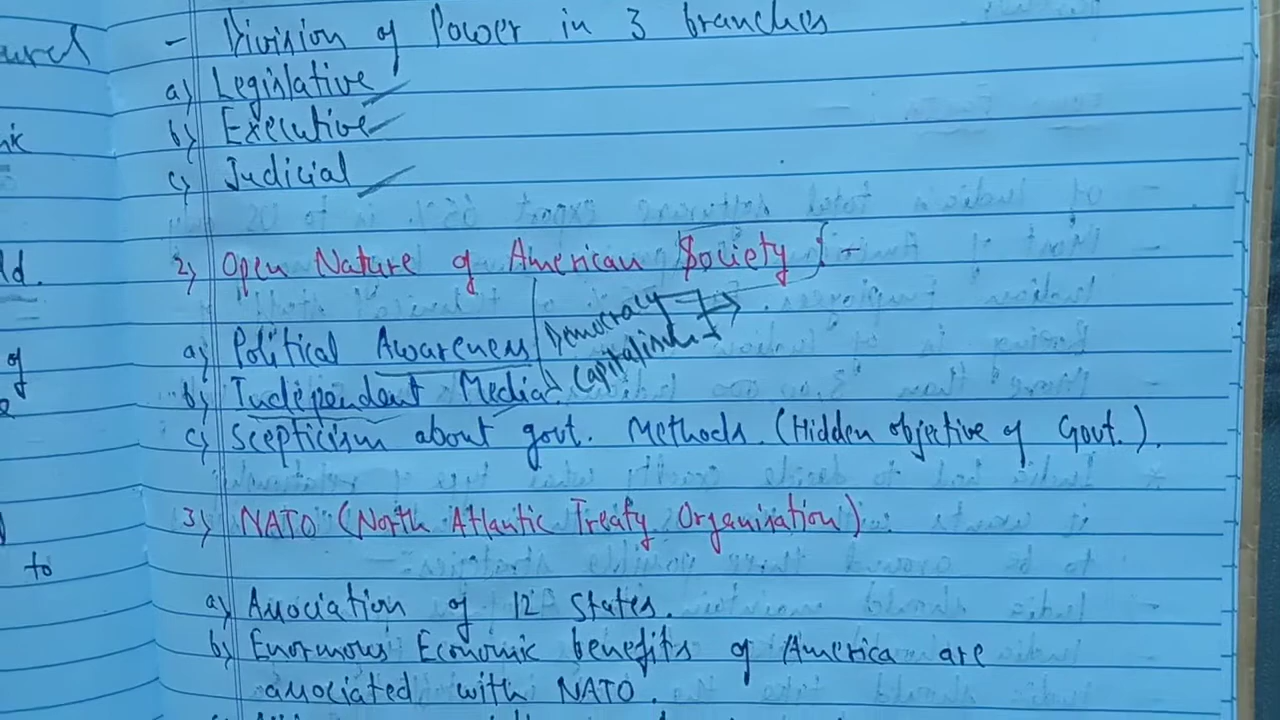 - Division of Power in 3 branches
a) Legislative
b) Executive
c) Judicial
2) Open Nature of American Society :-
Democracy
a) Political Awareness
Capitalism
b) Independent Media
c) Scepticism about govt. Methods. (Hidden objective of Govt.).
3) NATO (North Atlantic Treaty Organisation).
to
a) Association of 12 States.
b) Enormous Economic benefits of America are
associated with NATO.